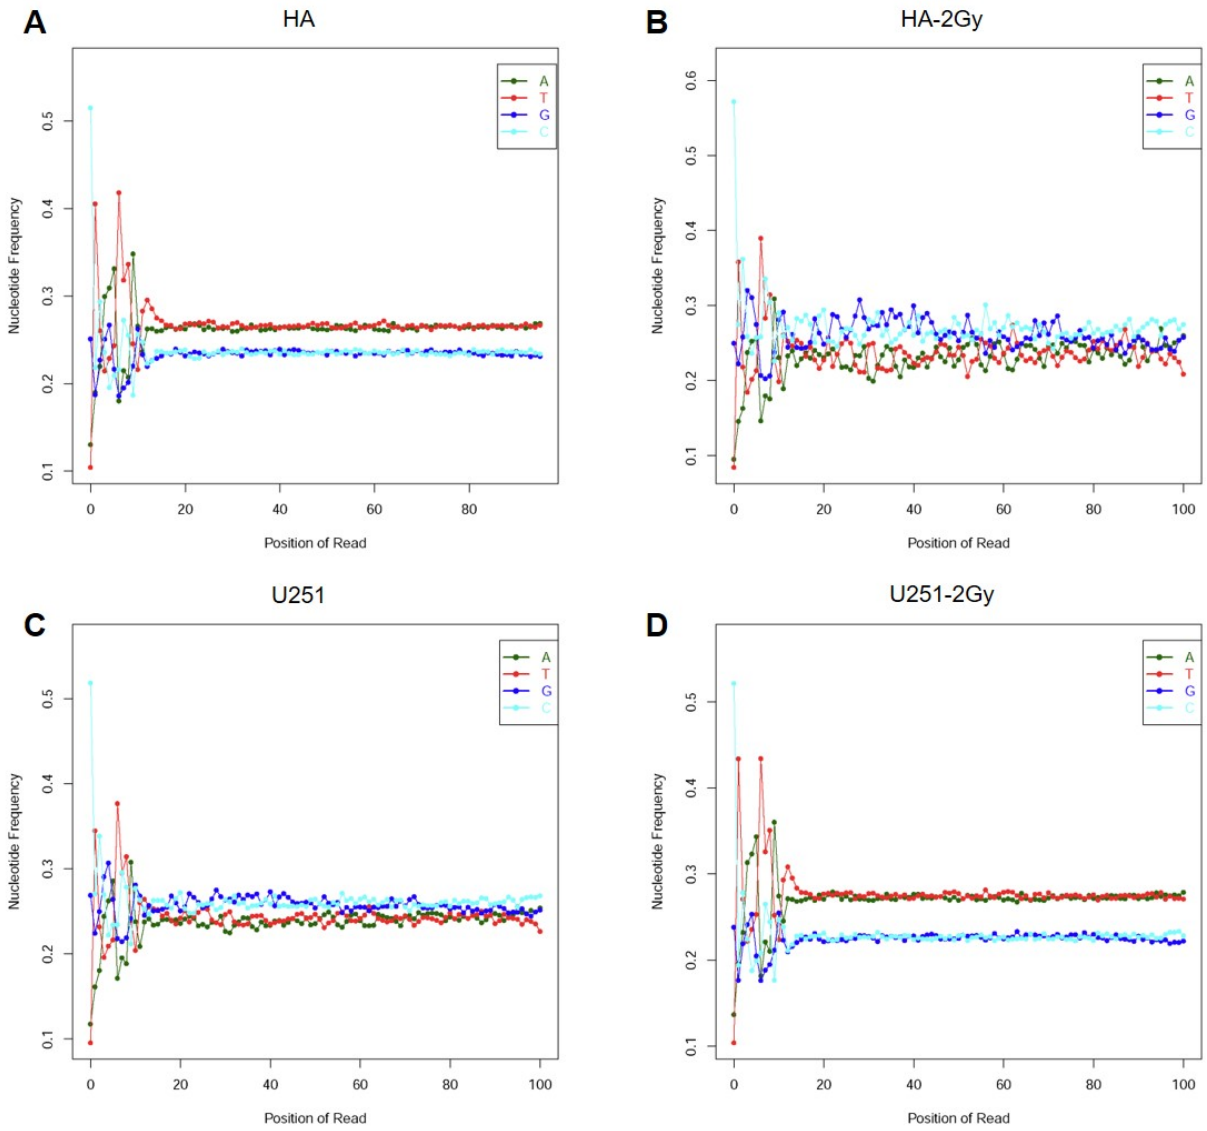 A
HA
A
T
G
C
Nucleotide Frequency
0.5
0.4
0.3
0.2
0.1
0 20 40 60 80
Position of Read
B
HA-2Gy
A
T
G
C
Nucleotide Frequency
0.6
0.5
0.4
0.3
0.2
0.1
0 20 40 60 80 100
Position of Read
C
U251
A
T
G
C
Nucleotide Frequency
0.5
0.4
0.3
0.2
0.1
0 20 40 60 80 100
Position of Read
D
U251-2Gy
A
T
G
C
Nucleotide Frequency
0.5
0.4
0.3
0.2
0.1
0 20 40 60 80 100
Position of Read